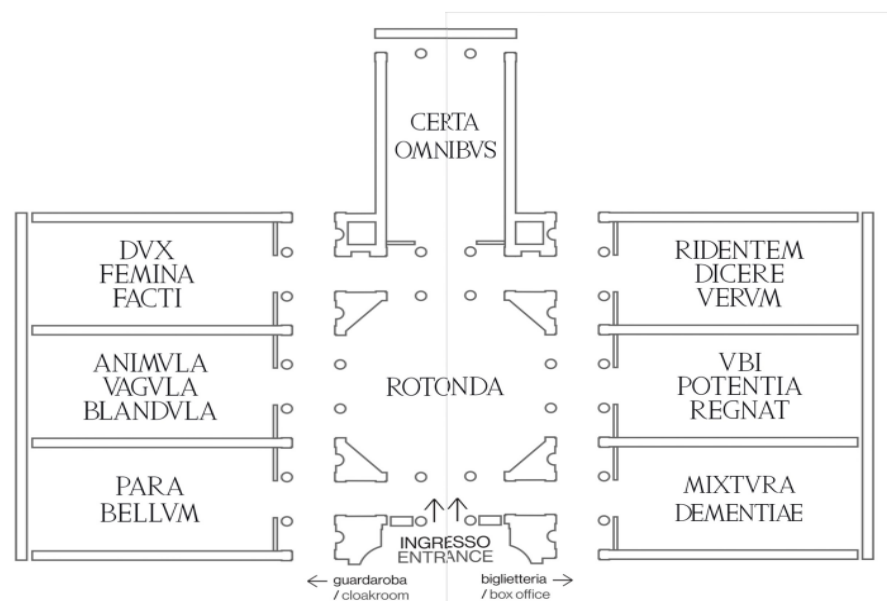 CERTA
OMNIBVS
DVX
FEMINA
FACTI
RIDENTEM
DICERE
VERVM
ANIMVLA
VAGVLA
BLANDVLA
ROTONDA
VBI
POTENTIA
REGNAT
PARA
BELLVM
MIXTVRA
DEMENTIAE
INGRESSO
ENTRANCE
← guardaroba
/ cloakroom
biglietteria →
/ box office